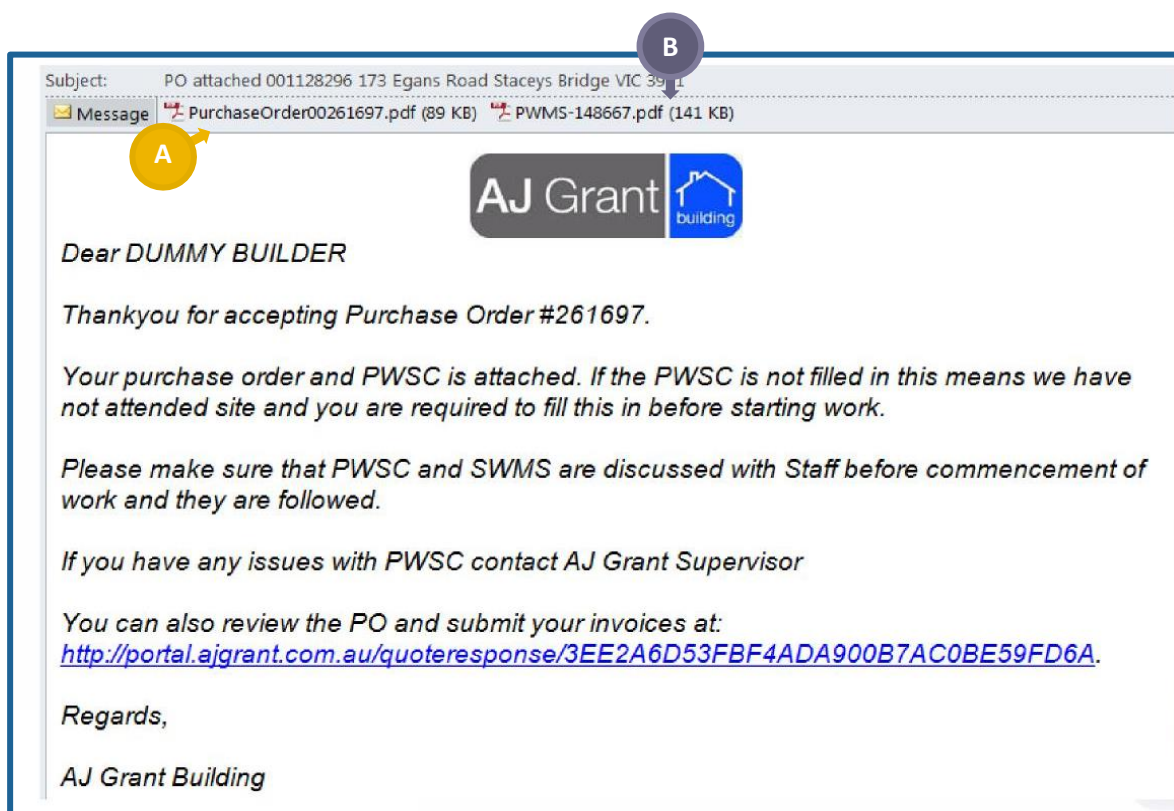 B
Subject: PO attached 001128296 173 Egans Road Staceys Bridge VIC
Message PurchaseOrder00261697.pdf (89 KB) PWMS-148667.pdf (141 KB)
A
AJ Grant building
Dear DUMMY BUILDER
Thankyou for accepting Purchase Order #261697.
Your purchase order and PWSC is attached. If the PWSC is not filled in this means we have
not attended site and you are required to fill this in before starting work.
Please make sure that PWSC and SWMS are discussed with Staff before commencement of
work and they are followed.
If you have any issues with PWSC contact AJ Grant Supervisor
You can also review the PO and submit your invoices at:
http://portal.ajgrant.com.au/quoteresponse/3EE2A6D53FBF4ADA900B7AC0BE59FD6A.
Regards,
AJ Grant Building